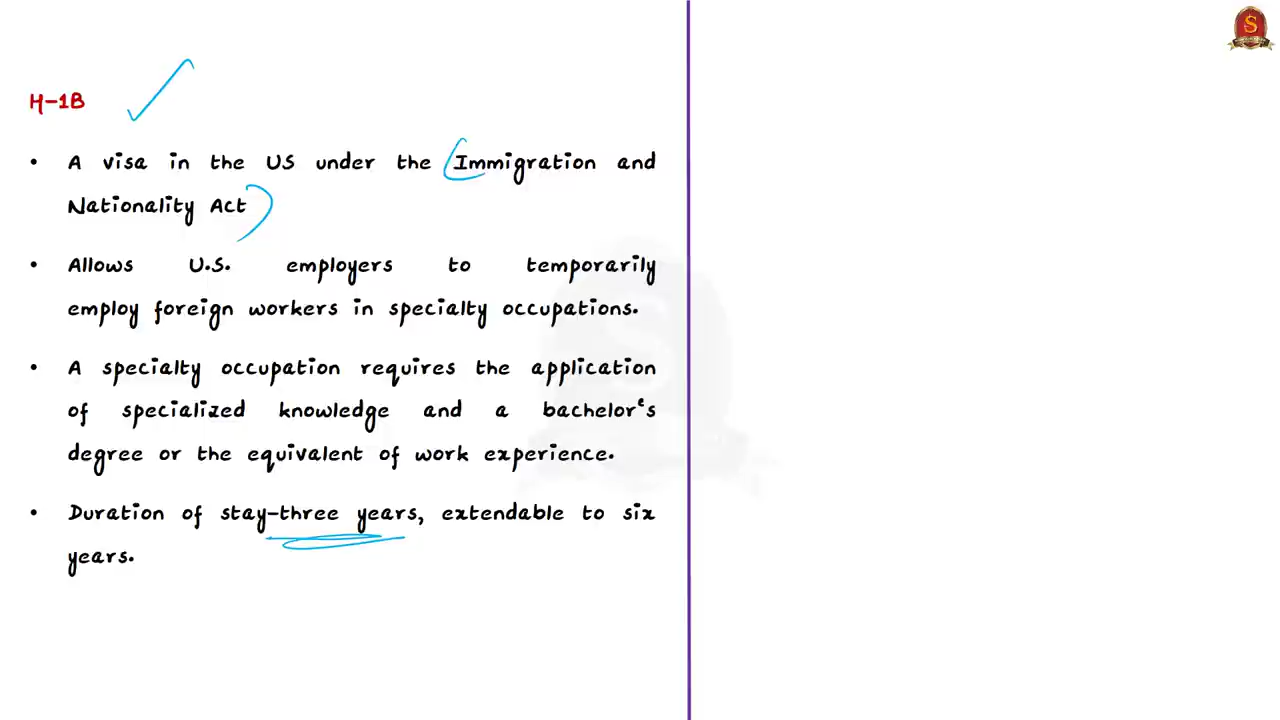 H-1B
• A visa in the US under the Immigration and
Nationality Act
• Allows U.S. employers to temporarily
employ foreign workers in specialty occupations.
• A specialty occupation requires the application
of specialized knowledge and a bachelor's
degree or the equivalent of work experience.
• Duration of stay-three years, extendable to six
years.
S